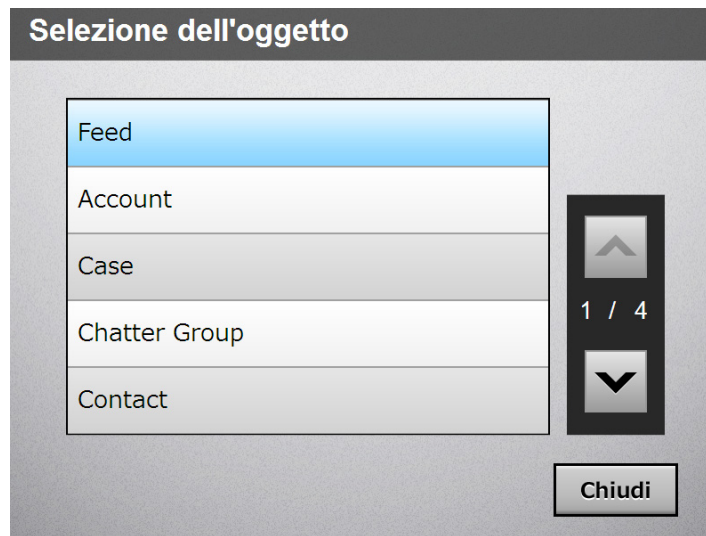 Selezione dell'oggetto
Feed
Account
Case
Chatter Group
Contact
1 / 4
Chiudi